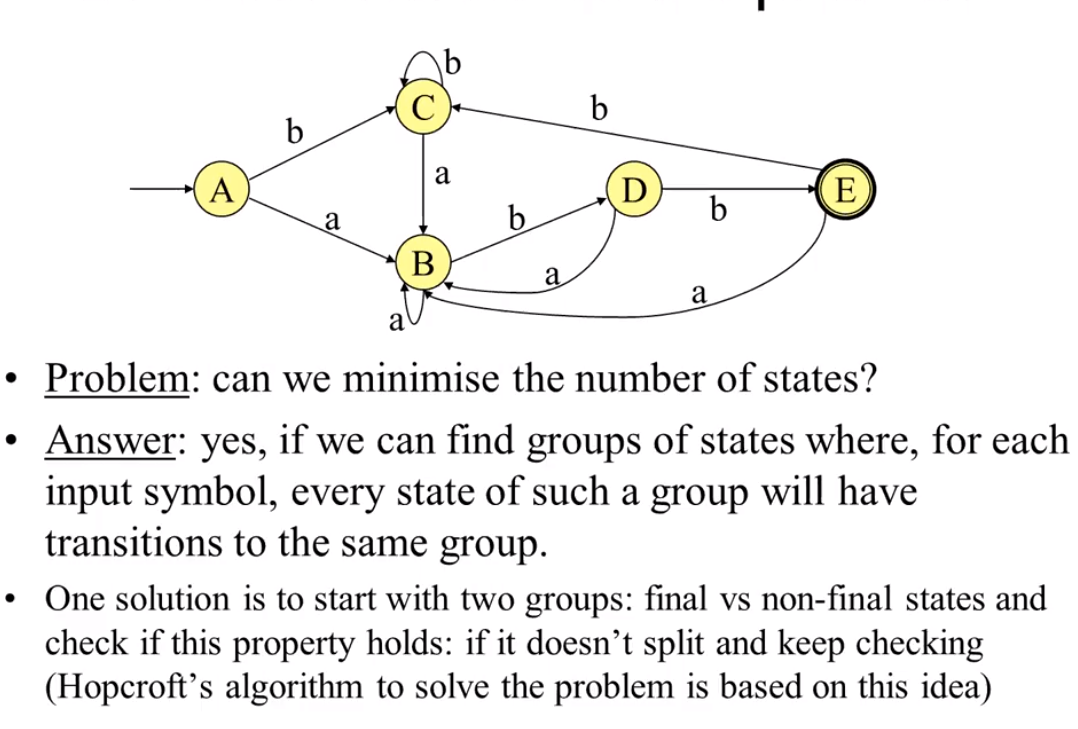 b
C
b
b
A
a
D
E
a
b
b
B
a
a
a
• Problem: can we minimise the number of states?
• Answer: yes, if we can find groups of states where, for each
input symbol, every state of such a group will have
transitions to the same group.
• One solution is to start with two groups: final vs non-final states and
check if this property holds: if it doesn’t split and keep checking
(Hopcroft’s algorithm to solve the problem is based on this idea)